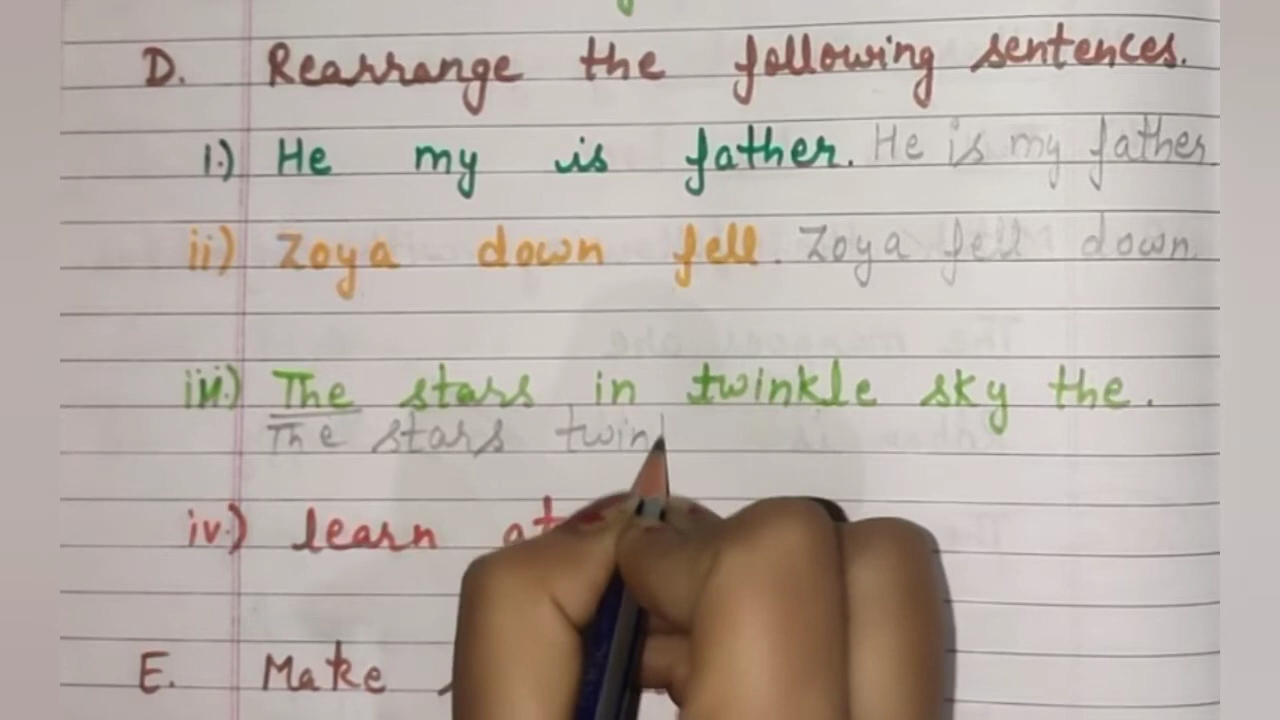 D. Rearrange the following sentences.
i.) He my is father. He is my father
ii) Zoya down fell. Zoya fell down.
iii.) The stars in twinkle sky the.
The stars twin
iv.) learn at
E. Make